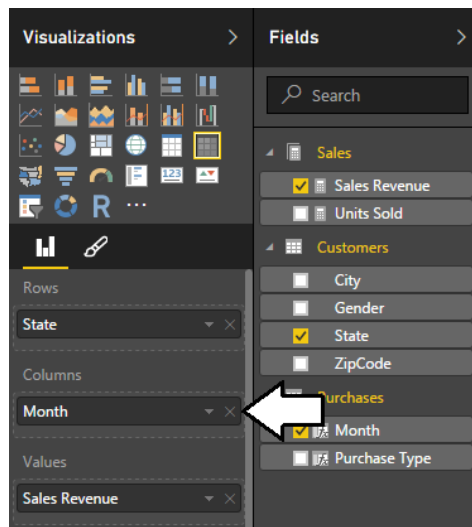 Visualizations
123
R
Rows
State
Columns
Month
Values
Sales Revenue
Fields
Search
Sales
Sales Revenue
Units Sold
Customers
City
Gender
State
ZipCode
Purchases
Month
Purchase Type